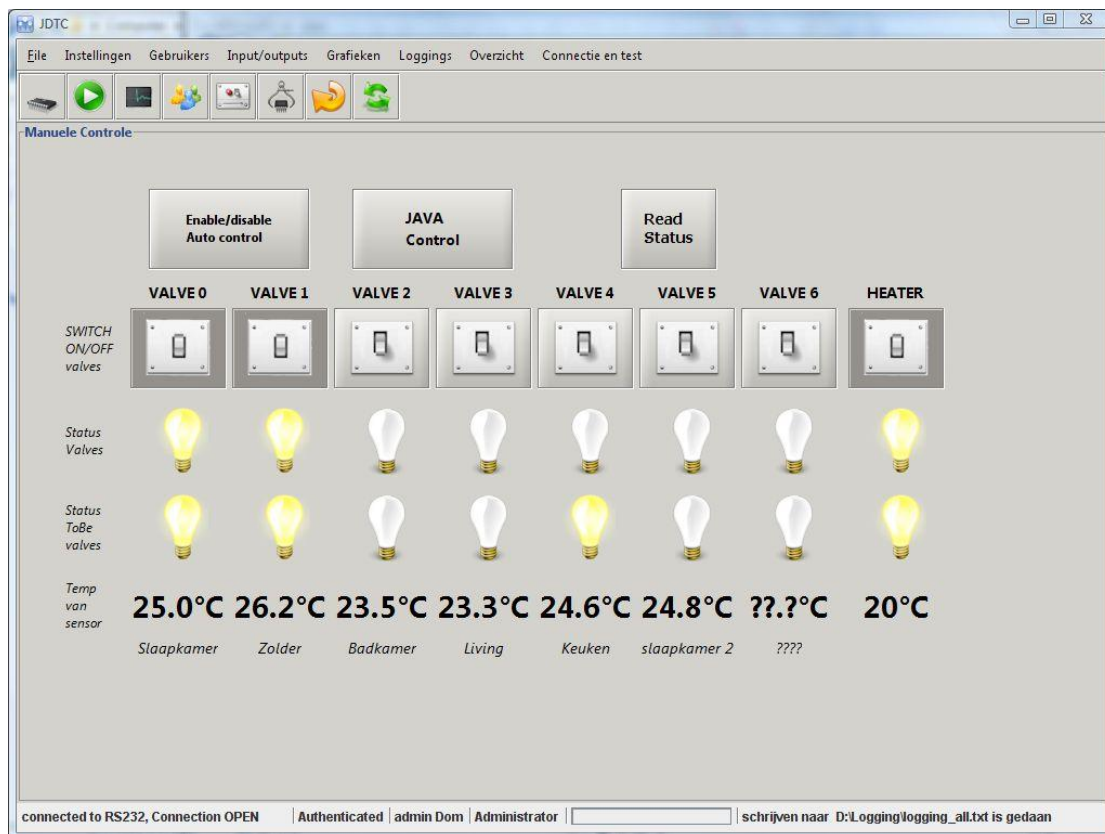 JDTC
File Instellingen Gebruikers Input/outputs Grafieken Loggings Overzicht Connectie en test
Manuele Controle
Enable/disable
Auto control
JAVA
Control
Read
Status
VALVE 0 VALVE 1 VALVE 2 VALVE 3 VALVE 4 VALVE 5 VALVE 6 HEATER
SWITCH
ON/OFF
valves
Status
Valves
Status
ToBe
valves
Temp
van
sensor
25.0°C 26.2°C 23.5°C 23.3°C 24.6°C 24.8°C ??.?°C 20°C
Slaapkamer Zolder Badkamer Living Keuken slaapkamer 2 ????
connected to RS232, Connection OPEN Authenticated admin Dom Administrator schrijven naar D:\Logging\logging_all.txt is gedaan